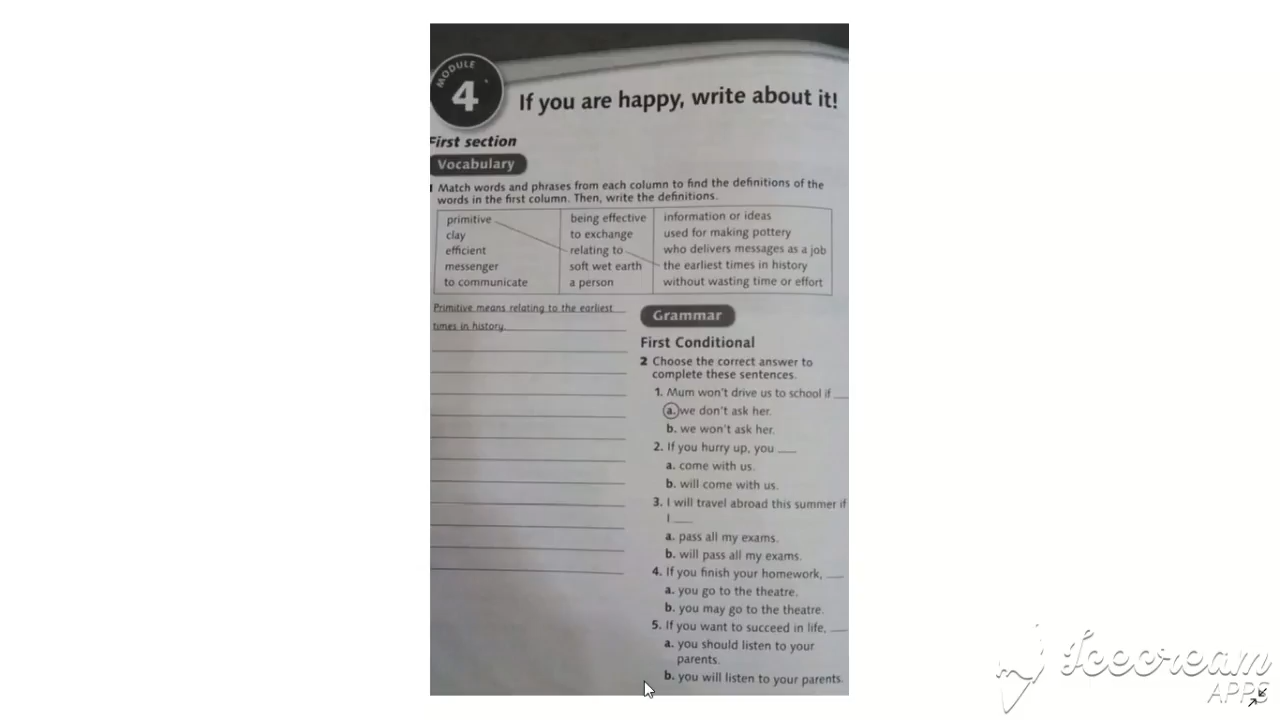 MODULE
4
If you are happy, write about it!
First section
Vocabulary
1 Match words and phrases from each column to find the definitions of the
words in the first column. Then, write the definitions.
primitive being effective information or ideas
clay to exchange used for making pottery
efficient relating to who delivers messages as a job
messenger soft wet earth the earliest times in history
to communicate a person without wasting time or effort
Primitive means relating to the earliest
times in history.
Grammar
First Conditional
2 Choose the correct answer to
complete these sentences.
1. Mum won't drive us to school if ___
a. we don't ask her.
b. we won't ask her.
2. If you hurry up, you ___
a. come with us.
b. will come with us.
3. I will travel abroad this summer if
I ___
a. pass all my exams.
b. will pass all my exams.
4. If you finish your homework, ___
a. you go to the theatre.
b. you may go to the theatre.
5. If you want to succeed in life, ___
a. you should listen to your
parents.
b. you will listen to your parents.
Icecream
APPS